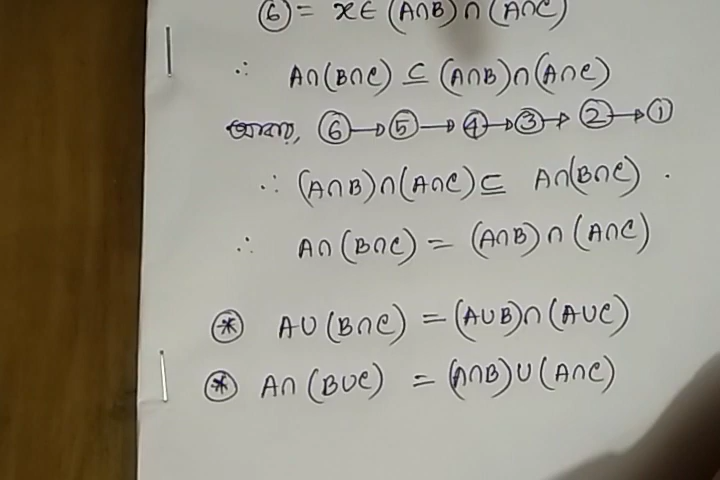 ⑥ = x ∈ (A∩B)∩(A∩C)
∴ A∩(B∩C) ⊆ (A∩B)∩(A∩C)
আবার, ⑥→⑤→④→③→②→①
∴ (A∩B)∩(A∩C) ⊆ A∩(B∩C).
∴ A∩(B∩C) = (A∩B)∩(A∩C)
⊛ A∪(B∩C) = (A∪B)∩(A∪C)
⊛ A∩(B∪C) = (A∩B)∪(A∩C)